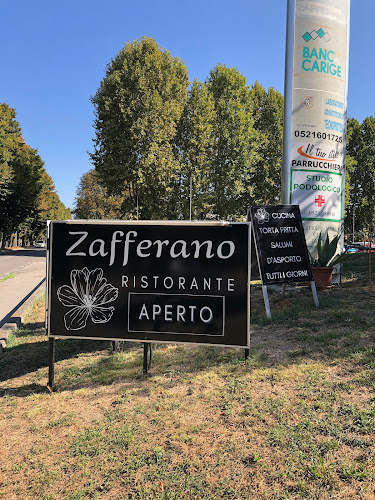 Zafferano
RISTORANTE
APERTO
CUCINA
TORTA FRITTA
SALUMI
D'ASPORTO
TUTTI I GIORNI
BANCA
CARIGE
0521601725
PARRUCCHIERI
STUDIO
PODOLOGICO